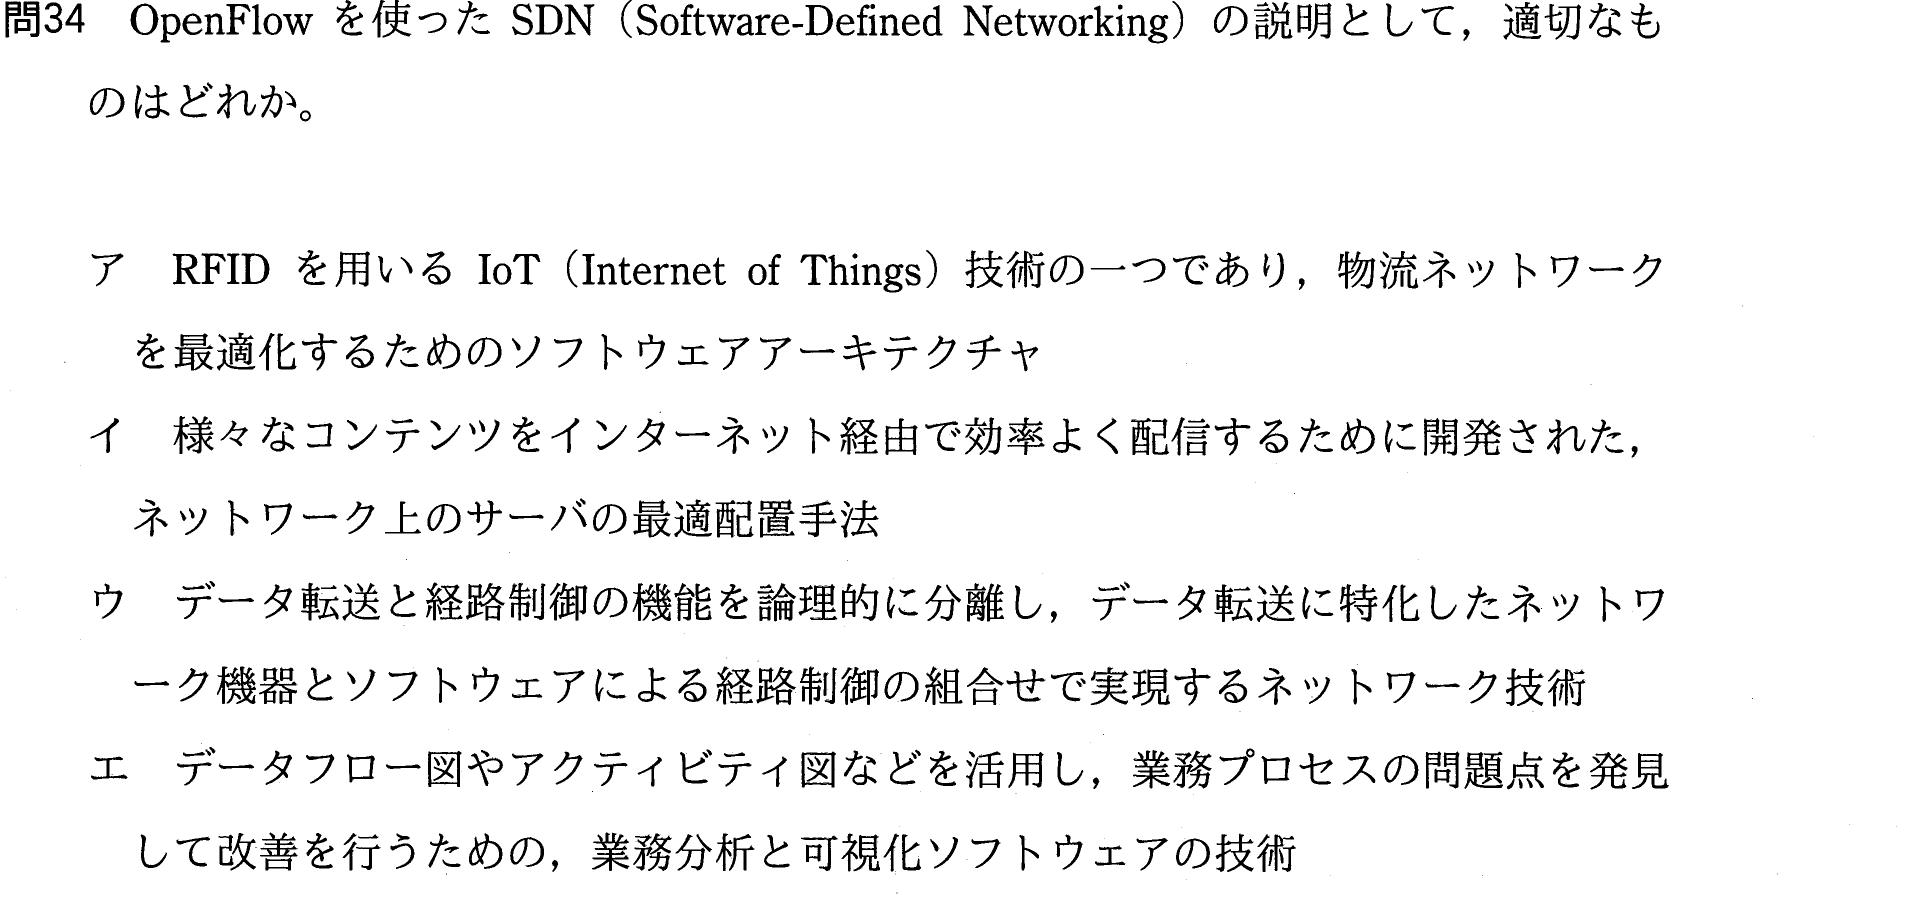 問34 OpenFlow を使った SDN（Software-Defined Networking）の説明として，適切なも
のはどれか。
ア RFID を用いる IoT（Internet of Things）技術の一つであり，物流ネットワーク
を最適化するためのソフトウェアアーキテクチャ
イ 様々なコンテンツをインターネット経由で効率よく配信するために開発された，
ネットワーク上のサーバの最適配置手法
ウ データ転送と経路制御の機能を論理的に分離し，データ転送に特化したネットワ
ーク機器とソフトウェアによる経路制御の組合せで実現するネットワーク技術
エ データフロー図やアクティビティ図などを活用し，業務プロセスの問題点を発見
して改善を行うための，業務分析と可視化ソフトウェアの技術